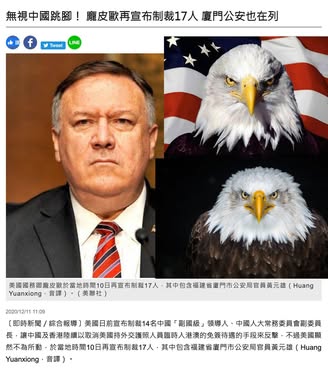 無視中國跳腳！ 龐皮歐再宣布制裁17人 廈門公安也在列
讚
f 分享
Tweet
LINE
美國國務卿龐皮歐於當地時間10日再宣布制裁17人，其中包含福建省廈門市公安局官員黃元雄（Huang
Yuanxiong，音譯）。（美聯社）
2020/12/11 11:09
〔即時新聞／綜合報導〕美國日前宣布制裁14名中國「副國級」領導人、中國人大常務委員會副委員
長，讓中國及香港陸續以取消美國持外交護照人員臨時入港澳的免簽待遇的手段來反擊，不過美國顯
然不為所動，於當地時間10日再宣布制裁17人，其中包含福建省廈門市公安局官員黃元雄（Huang
Yuanxiong，音譯）。